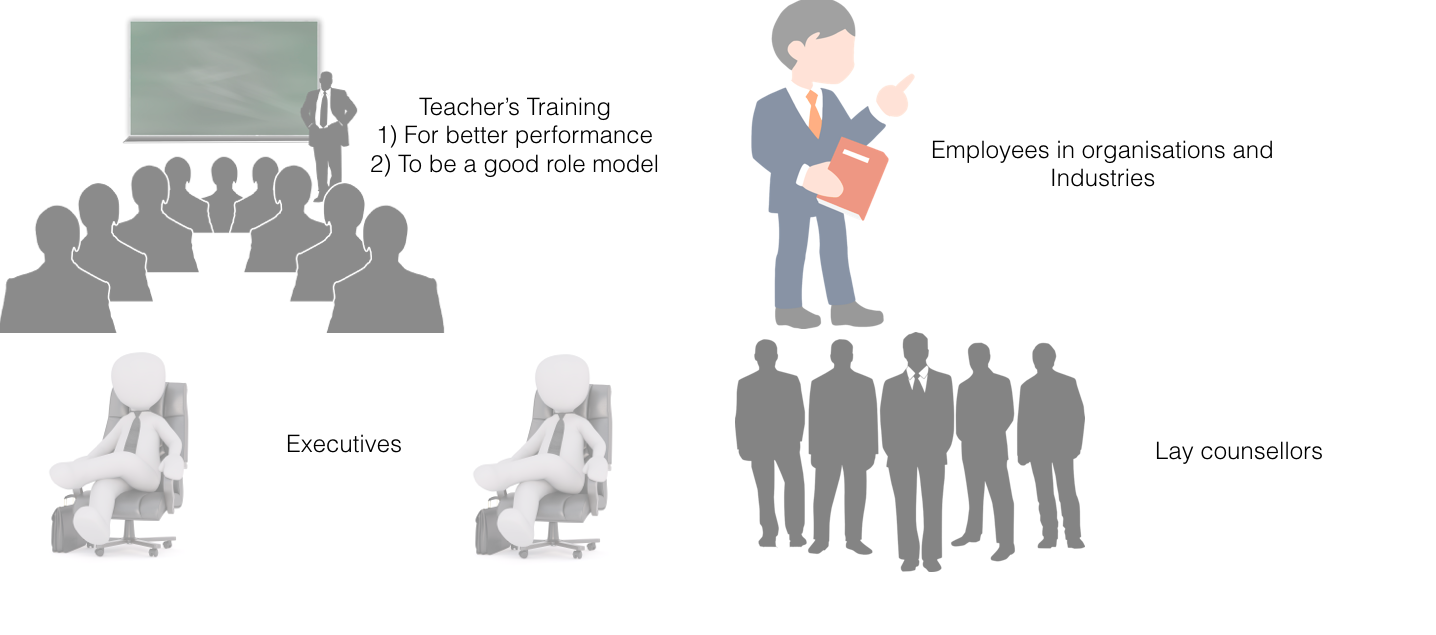 Teacher’s Training
1) For better performance
2) To be a good role model
Employees in organisations and
Industries
Executives
Lay counsellors